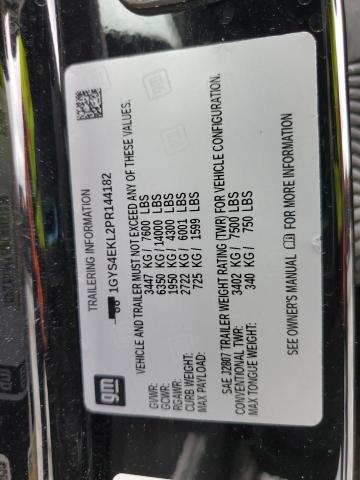 TRAILERING INFORMATION
1GYS4EKL2PR144182
VEHICLE AND TRAILER MUST NOT EXCEED ANY OF THESE VALUES.
GVWR: 3447 KG / 7600 LBS
GCWR: 6350 KG / 14000 LBS
RGAWR: 1950 KG / 4300 LBS
CURB WEIGHT: 2722 KG / 6001 LBS
MAX PAYLOAD: 725 KG / 1599 LBS
SAE J2807 TRAILER WEIGHT RATING (TWR) FOR VEHICLE CONFIGURATION.
CONVENTIONAL TWR: 3402 KG / 7500 LBS
MAX TONGUE WEIGHT: 340 KG / 750 LBS
SEE OWNER'S MANUAL FOR MORE INFORMATION.
gm